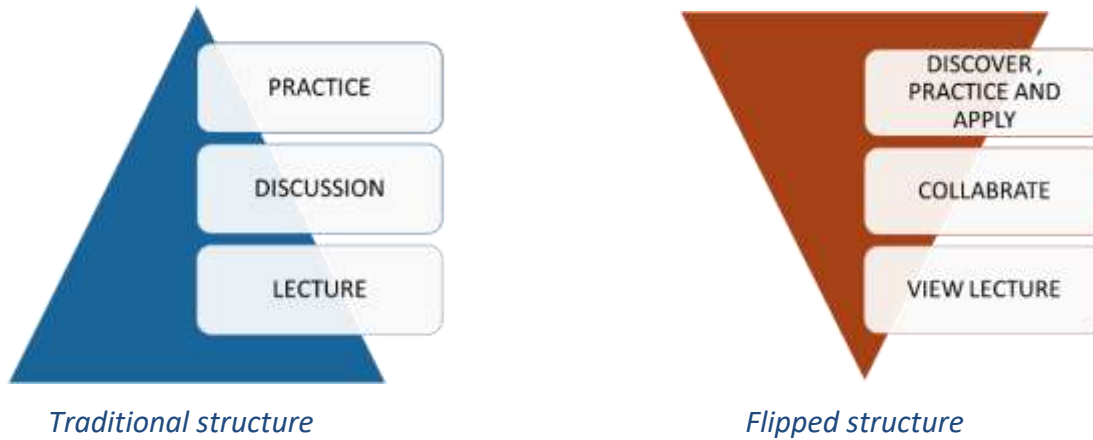 PRACTICE
DISCUSSION
LECTURE
Traditional structure
DISCOVER ,
PRACTICE AND
APPLY
COLLABRATE
VIEW LECTURE
Flipped structure